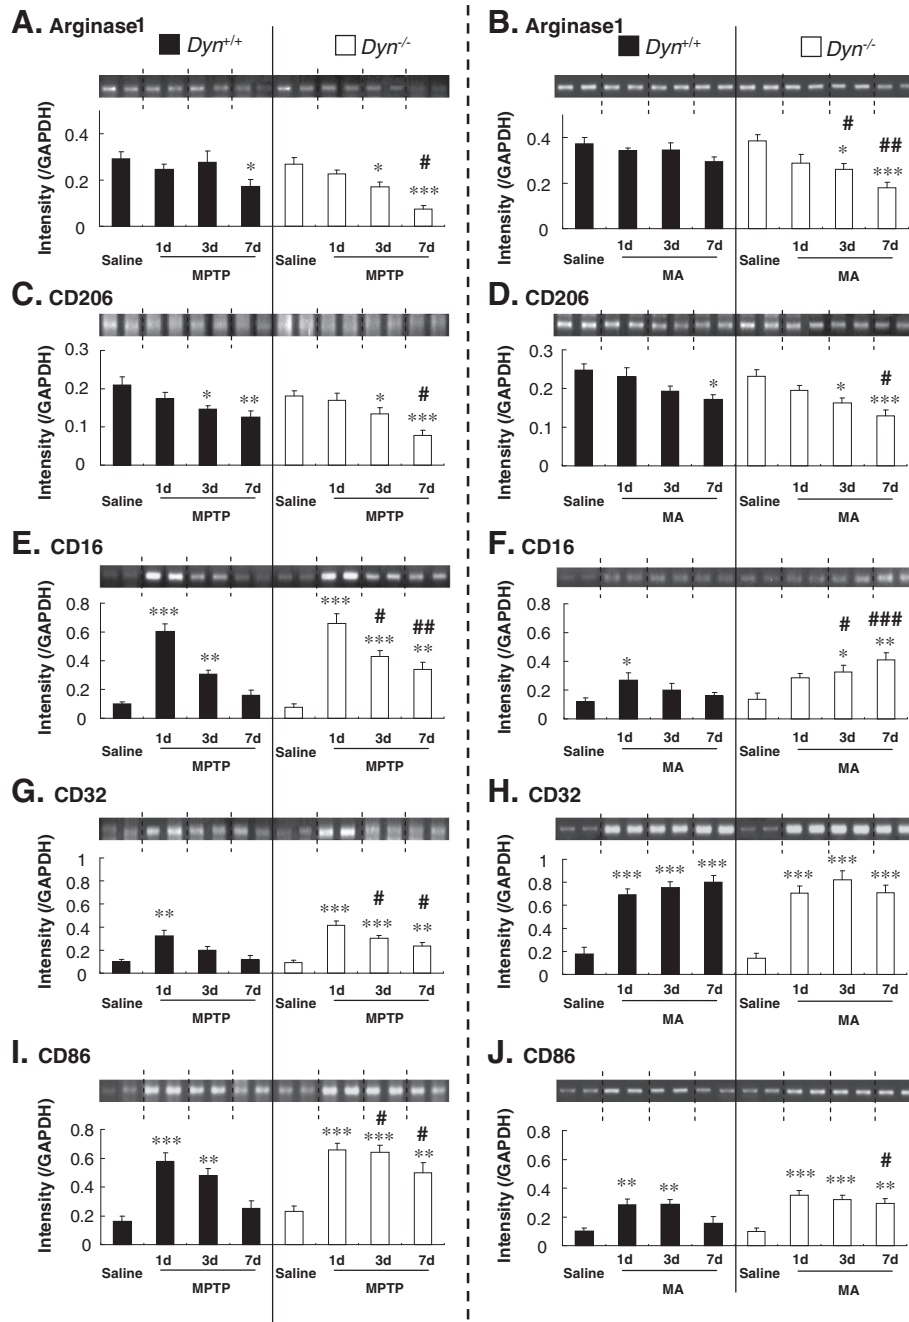 A. Arginase1
Dyn+/+
Dyn-/-
Intensity (/GAPDH)
0.4
0.2
0
* * # ***
Saline 1d 3d 7d Saline 1d 3d 7d
MPTP MPTP
B. Arginase1
Dyn+/+
Dyn-/-
Intensity (/GAPDH)
0.4
0.2
0
# * ## ***
Saline 1d 3d 7d Saline 1d 3d 7d
MA MA
C. CD206
Intensity (/GAPDH)
0.3
0.2
0.1
0
* ** * # ***
Saline 1d 3d 7d Saline 1d 3d 7d
MPTP MPTP
D. CD206
Intensity (/GAPDH)
0.3
0.2
0.1
0
* * # ***
Saline 1d 3d 7d Saline 1d 3d 7d
MA MA
E. CD16
Intensity (/GAPDH)
0.8
0.6
0.4
0.2
0
*** ** *** # *** ## **
Saline 1d 3d 7d Saline 1d 3d 7d
MPTP MPTP
F. CD16
Intensity (/GAPDH)
0.8
0.6
0.4
0.2
0
* # * ### **
Saline 1d 3d 7d Saline 1d 3d 7d
MA MA
G. CD32
Intensity (/GAPDH)
1
0.8
0.6
0.4
0.2
0
** *** # *** # **
Saline 1d 3d 7d Saline 1d 3d 7d
MPTP MPTP
H. CD32
Intensity (/GAPDH)
1
0.8
0.6
0.4
0.2
0
*** *** *** *** *** ***
Saline 1d 3d 7d Saline 1d 3d 7d
MA MA
I. CD86
Intensity (/GAPDH)
0.8
0.6
0.4
0.2
0
*** ** *** # *** # **
Saline 1d 3d 7d Saline 1d 3d 7d
MPTP MPTP
J. CD86
Intensity (/GAPDH)
0.8
0.6
0.4
0.2
0
** ** *** *** # **
Saline 1d 3d 7d Saline 1d 3d 7d
MA MA